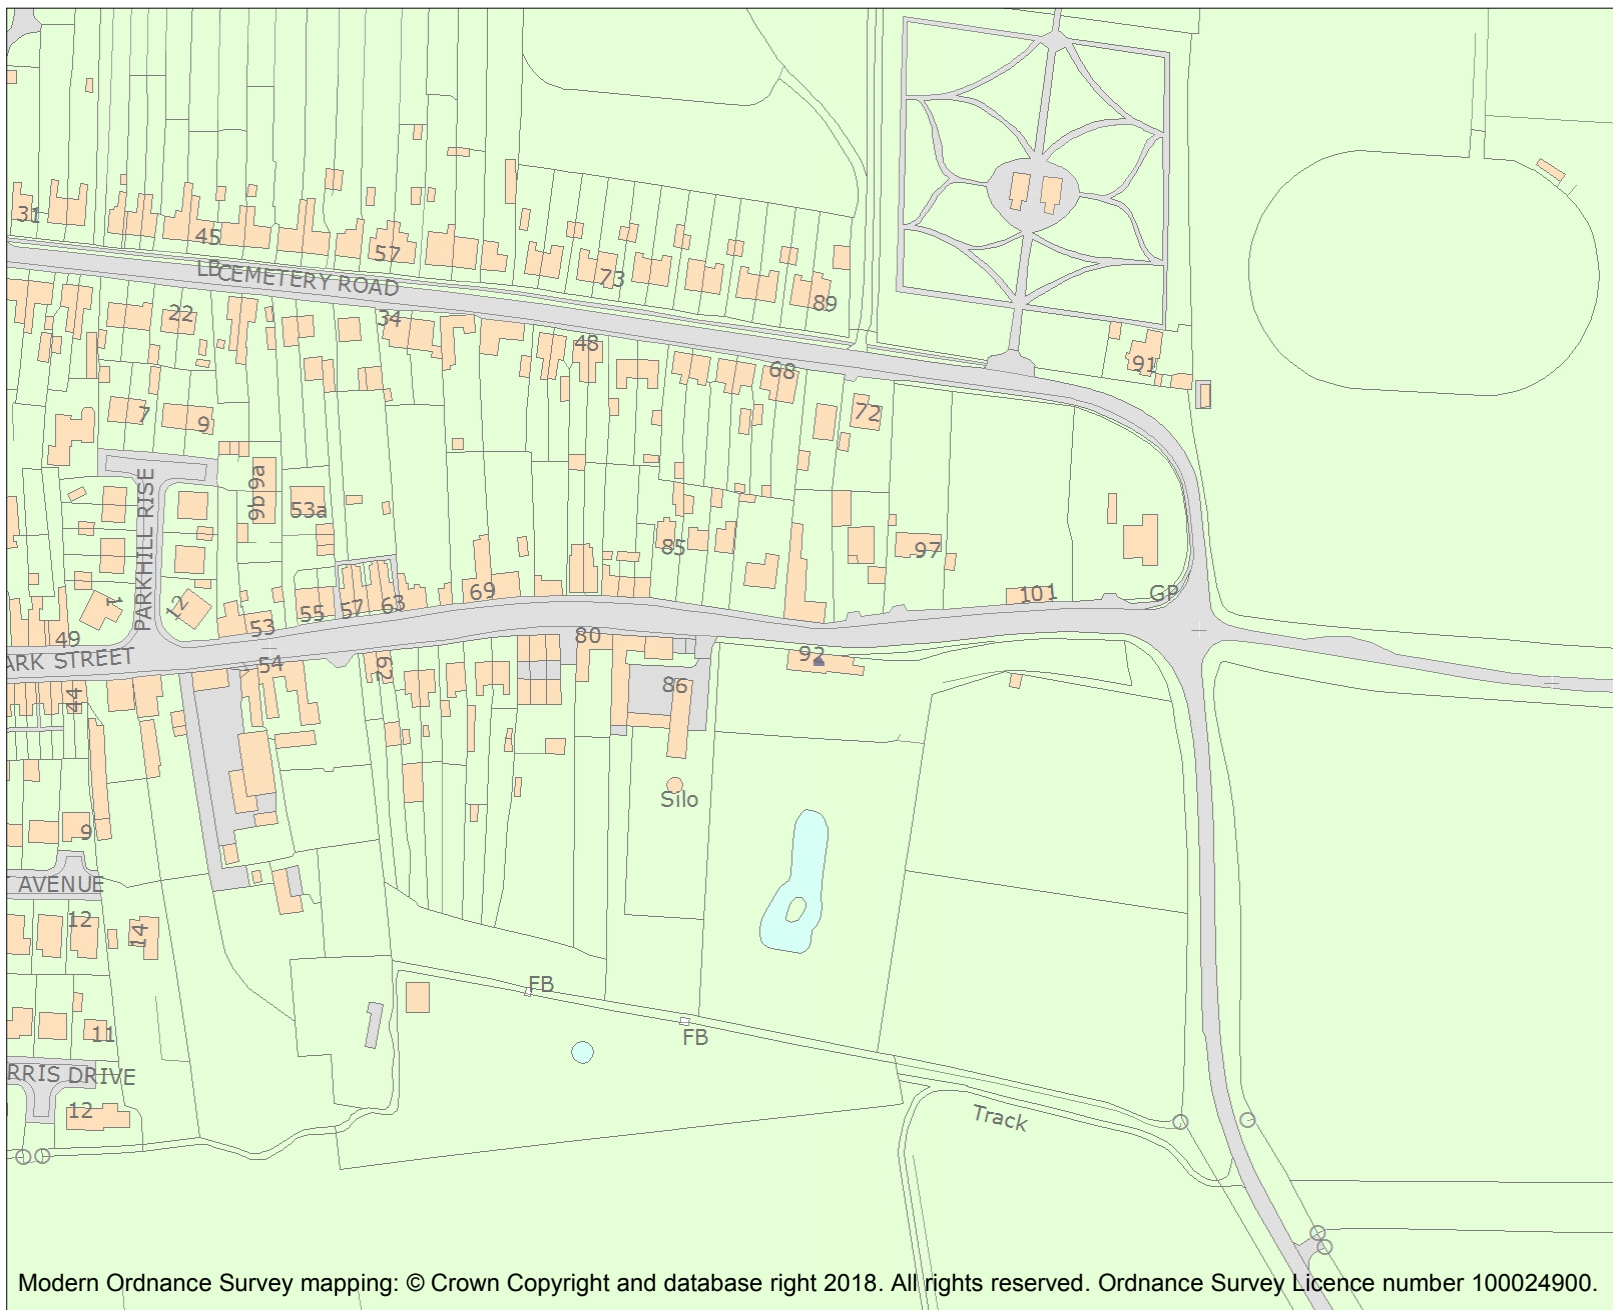 31
45
57
LB
CEMETERY ROAD
73
89
22
34
48
68
91
72
7
9
PARKHILL RISE
9b 9a
53a
85
97
1
12
55
57
63
69
101
GP
49
53
ARK STREET
54
62
80
92
44
86
Silo
9
AVENUE
12
14
FB
FB
11
RRIS DRIVE
12
Track
Modern Ordnance Survey mapping: © Crown Copyright and database right 2018. All rights reserved. Ordnance Survey Licence number 100024900.